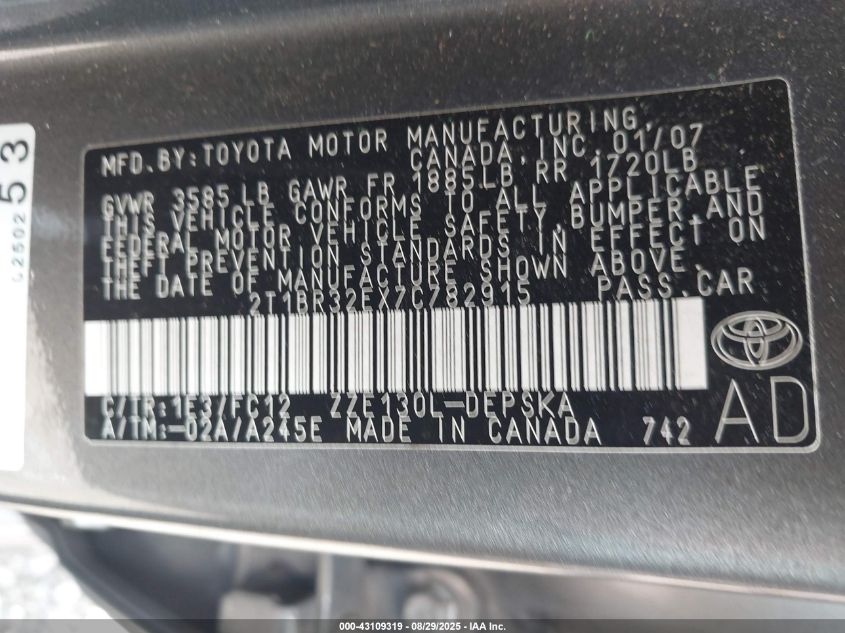 MFD.BY:TOYOTA MOTOR MANUFACTURING,
CANADA, INC. 01/07
GVWR 3585LB GAWR FR 1885LB RR 1720LB
THIS VEHICLE CONFORMS TO ALL APPLICABLE
FEDERAL MOTOR VEHICLE SAFETY, BUMPER, AND
THEFT PREVENTION STANDARDS IN EFFECT ON
THE DATE OF MANUFACTURE SHOWN ABOVE.
2T1BR32EX7C782915 PASS.CAR
C/TR:1E3/FC12 ZZE130L-DEPSKA
A/TM:-02A/A245E MADE IN CANADA 742
AD
53
000-43109319 | 08/29/2025 - IAA Inc.